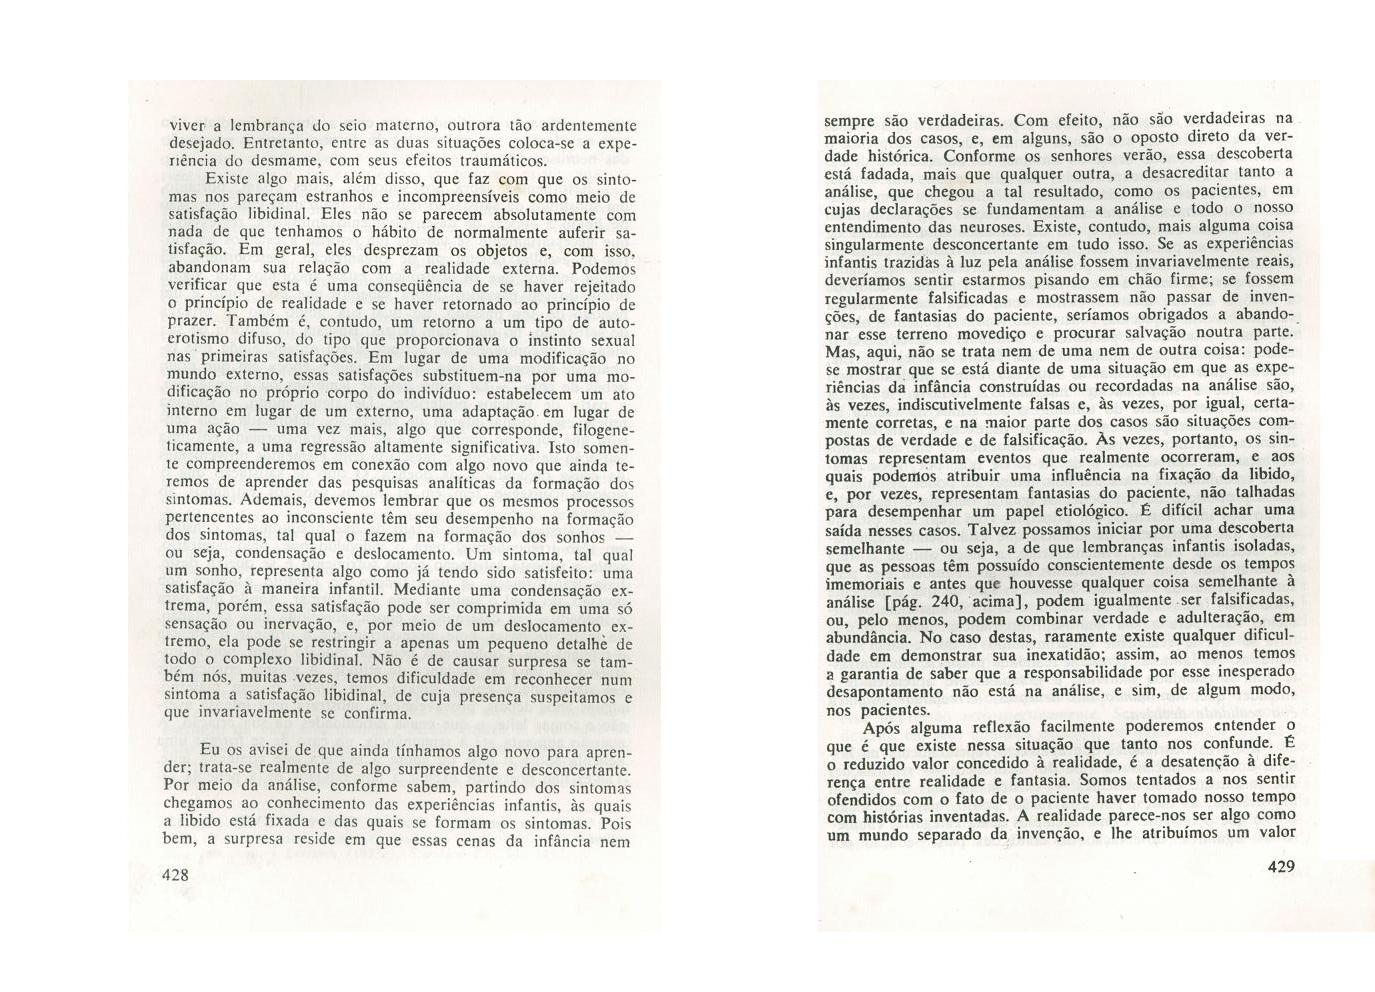 viver a lembrança do seio materno, outrora tão ardentemente
desejado. Entretanto, entre as duas situações coloca-se a expe-
riência do desmame, com seus efeitos traumáticos.
Existe algo mais, além disso, que faz com que os sinto-
mas nos pareçam estranhos e incompreensíveis como meio de
satisfação libidinal. Eles não se parecem absolutamente com
nada de que tenhamos o hábito de normalmente auferir sa-
tisfação. Em geral, eles desprezam os objetos e, com isso,
abandonam sua relação com a realidade externa. Podemos
verificar que esta é uma conseqüência de se haver rejeitado
o princípio de realidade e se haver retornado ao princípio de
prazer. Também é, contudo, um retorno a um tipo de auto-
erotismo difuso, do tipo que proporcionava o instinto sexual
nas primeiras satisfações. Em lugar de uma modificação no
mundo externo, essas satisfações substituem-na por uma mo-
dificação no próprio corpo do indivíduo: estabelecem um ato
interno em lugar de um externo, uma adaptação em lugar de
uma ação — uma vez mais, algo que corresponde, filogene-
ticamente, a uma regressão altamente significativa. Isto somen-
te compreenderemos em conexão com algo novo que ainda te-
remos de aprender das pesquisas analíticas da formação dos
sintomas. Ademais, devemos lembrar que os mesmos processos
pertencentes ao inconsciente têm seu desempenho na formação
dos sintomas, tal qual o fazem na formação dos sonhos —
ou seja, condensação e deslocamento. Um sintoma, tal qual
um sonho, representa algo como já tendo sido satisfeito: uma
satisfação à maneira infantil. Mediante uma condensação ex-
trema, porém, essa satisfação pode ser comprimida em uma só
sensação ou inervação, e, por meio de um deslocamento ex-
tremo, ela pode se restringir a apenas um pequeno detalhe de
todo o complexo libidinal. Não é de causar surpresa se tam-
bém nós, muitas vezes, temos dificuldade em reconhecer num
sintoma a satisfação libidinal, de cuja presença suspeitamos e
que invariavelmente se confirma.
Eu os avisei de que ainda tínhamos algo novo para apren-
der; trata-se realmente de algo surpreendente e desconcertante.
Por meio da análise, conforme sabem, partindo dos sintomas
chegamos ao conhecimento das experiências infantis, às quais
a libido está fixada e das quais se formam os sintomas. Pois
bem, a surpresa reside em que essas cenas da infância nem
428
sempre são verdadeiras. Com efeito, não são verdadeiras na
maioria dos casos, e, em alguns, são o oposto direto da ver-
dade histórica. Conforme os senhores verão, essa descoberta
está fadada, mais que qualquer outra, a desacreditar tanto a
análise, que chegou a tal resultado, como os pacientes, em
cujas declarações se fundamentam a análise e todo o nosso
entendimento das neuroses. Existe, contudo, mais alguma coisa
singularmente desconcertante em tudo isso. Se as experiências
infantis trazidas à luz pela análise fossem invariavelmente reais,
deveríamos sentir estarmos pisando em chão firme; se fossem
regularmente falsificadas e mostrassem não passar de inven-
ções, de fantasias do paciente, seríamos obrigados a abando-
nar esse terreno movediço e procurar salvação noutra parte.
Mas, aqui, não se trata nem de uma nem de outra coisa: pode-
se mostrar que se está diante de uma situação em que as expe-
riências da infância construídas ou recordadas na análise são,
às vezes, indiscutivelmente falsas e, às vezes, por igual, certa-
mente corretas, e na maior parte dos casos são situações com-
postas de verdade e de falsificação. Às vezes, portanto, os sin-
tomas representam eventos que realmente ocorreram, e aos
quais podemos atribuir uma influência na fixação da libido,
e, por vezes, representam fantasias do paciente, não talhadas
para desempenhar um papel etiológico. É difícil achar uma
saída nesses casos. Talvez possamos iniciar por uma descoberta
semelhante — ou seja, a de que lembranças infantis isoladas,
que as pessoas têm possuído conscientemente desde os tempos
imemoriais e antes que houvesse qualquer coisa semelhante à
análise [pág. 240, acima], podem igualmente ser falsificadas,
ou, pelo menos, podem combinar verdade e adulteração, em
abundância. No caso destas, raramente existe qualquer dificul-
dade em demonstrar sua inexatidão; assim, ao menos temos
a garantia de saber que a responsabilidade por esse inesperado
desapontamento não está na análise, e sim, de algum modo,
nos pacientes.
Após alguma reflexão facilmente poderemos entender o
que é que existe nessa situação que tanto nos confunde. É
o reduzido valor concedido à realidade, é a desatenção à dife-
rença entre realidade e fantasia. Somos tentados a nos sentir
ofendidos com o fato de o paciente haver tomado nosso tempo
com histórias inventadas. A realidade parece-nos ser algo como
um mundo separado da invenção, e lhe atribuímos um valor
429